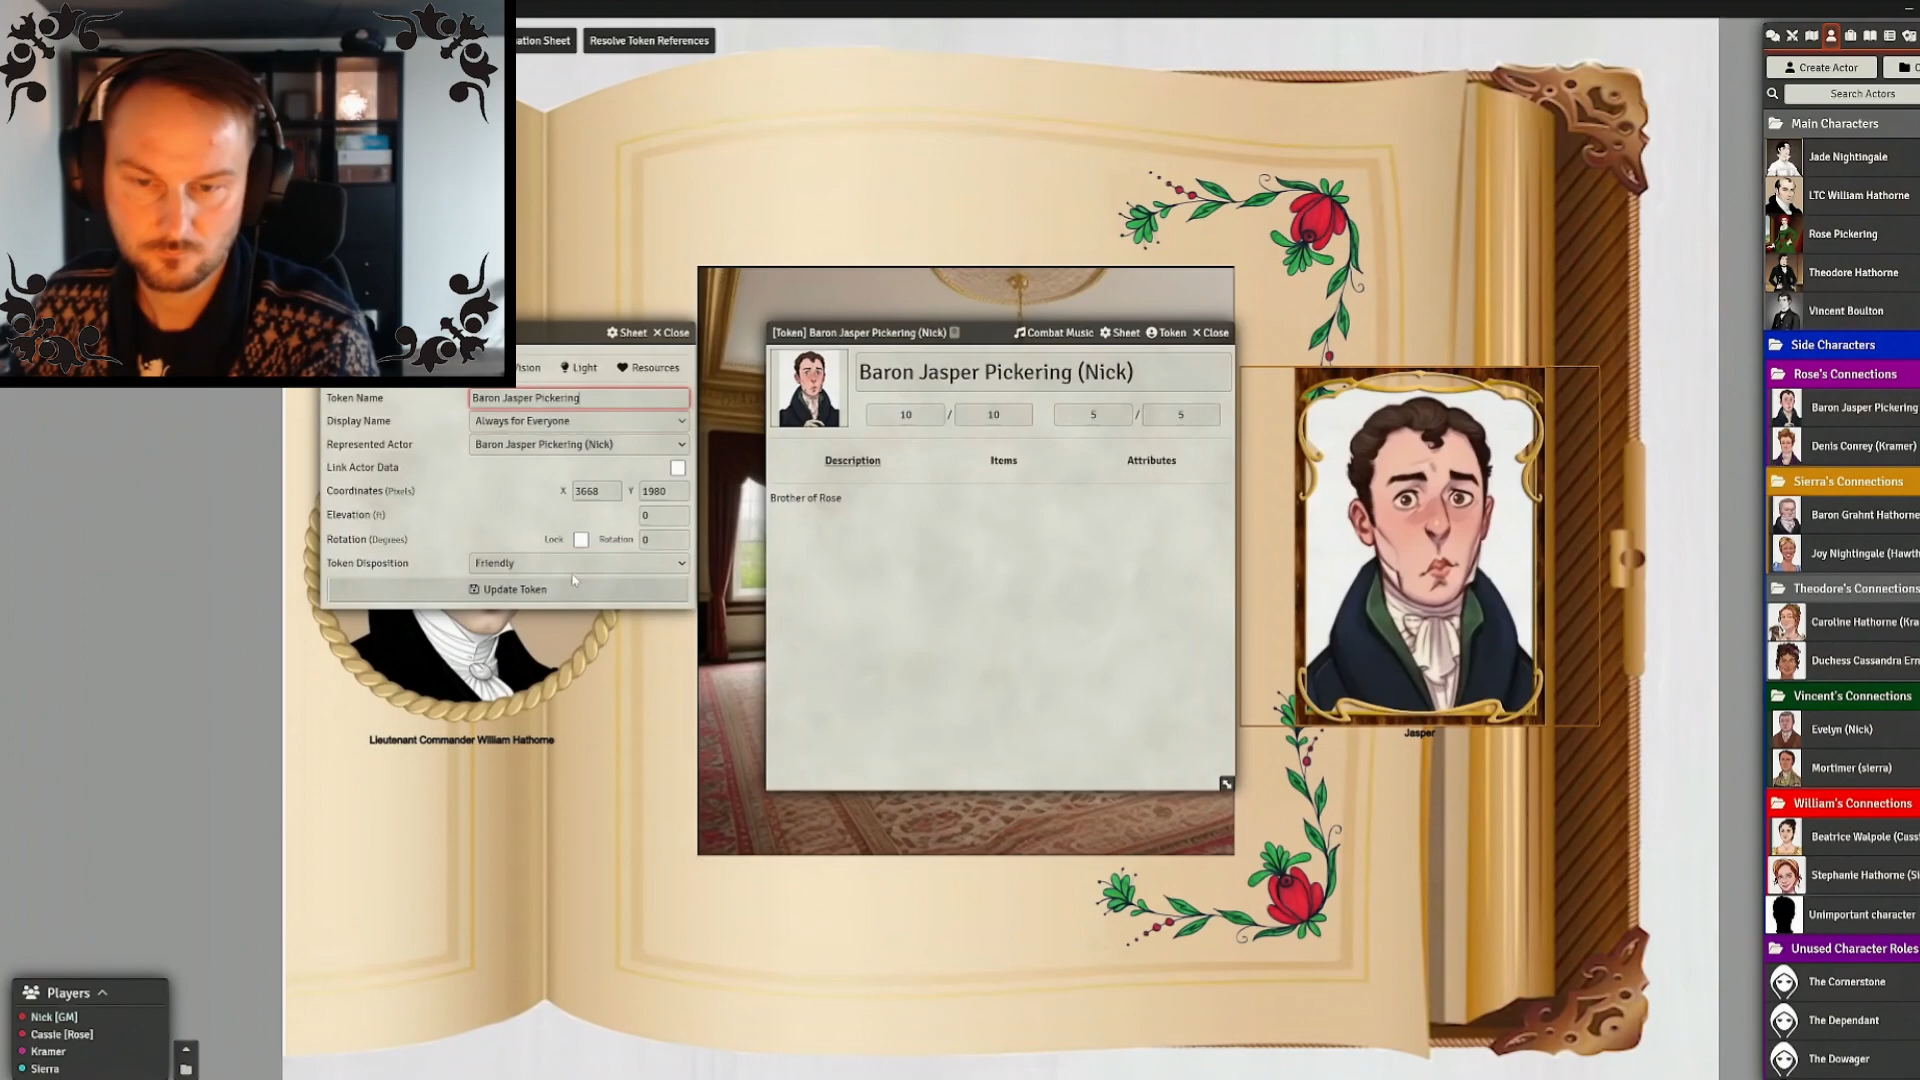 ation Sheet
Resolve Token References
Create Actor
C
Search Actors
Main Characters
Jade Nightingale
LTC William Hathorne
Rose Pickering
Theodore Hathorne
Vincent Boulton
Side Characters
Rose's Connections
Baron Jasper Pickering
Denis Conrey (Kramer)
Sierra's Connections
Baron Grahnt Hathorne
Joy Nightingale (Hawth
Theodore's Connections
Caroline Hathorne (Kra
Duchess Cassandra Ern
Vincent's Connections
Evelyn (Nick)
Mortimer (sierra)
William's Connections
Beatrice Walpole (Cass
Stephanie Hathorne (Si
Unimportant character
Unused Character Roles
The Cornerstone
The Dependant
The Dowager
Sheet
Close
ision
Light
Resources
Token Name
Baron Jasper Pickering
Display Name
Always for Everyone
Represented Actor
Baron Jasper Pickering (Nick)
Link Actor Data
Coordinates (Pixels)
X 3668 Y 1980
Elevation (ft)
0
Rotation (Degrees)
Lock Rotation 0
Token Disposition
Friendly
Update Token
[Token] Baron Jasper Pickering (Nick)
Combat Music
Sheet
Token
Close
Baron Jasper Pickering (Nick)
10 / 10
5 / 5
Description
Items
Attributes
Brother of Rose
Lieutenant Commander William Hathorne
Jasper
Players
Nick [GM]
Cassie [Rose]
Kramer
Sierra